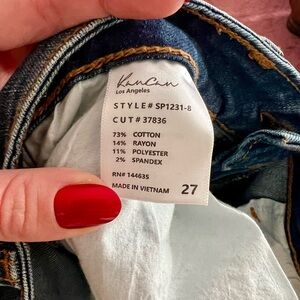 KanCan
Los Angeles
STYLE# SP1231-8
CUT# 37836
73% COTTON
14% RAYON
11% POLYESTER
2% SPANDEX
RN# 144635
MADE IN VIETNAM 27